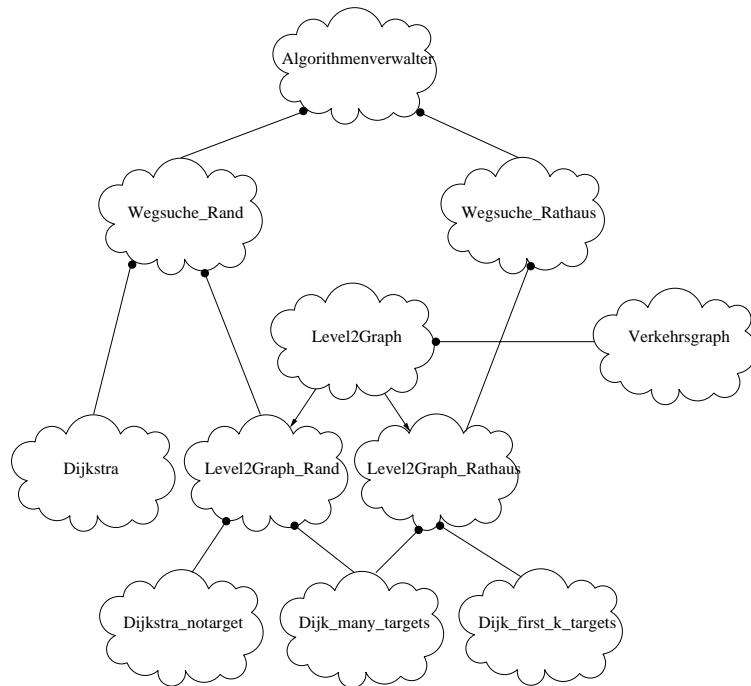 Algorithmenverwalter
Wegsuche_Rand
Wegsuche_Rathaus
Level2Graph
Verkehrsgraph
Dijkstra
Level2Graph_Rand
Level2Graph_Rathaus
Dijkstra_notarget
Dijk_many_targets
Dijk_first_k_targets